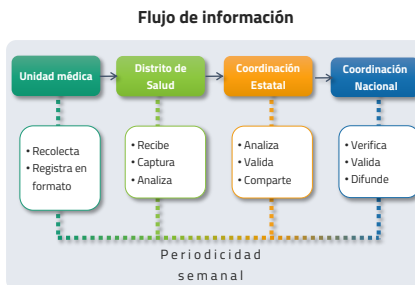 Flujo de información
Unidad médica
Distrito de
Salud
Coordinación
Estatal
Coordinación
Nacional
• Recolecta
• Registra en
formato
• Recibe
• Captura
• Analiza
• Analiza
• Valida
• Comparte
• Verifica
• Valida
• Difunde
Periodicidad
semanal